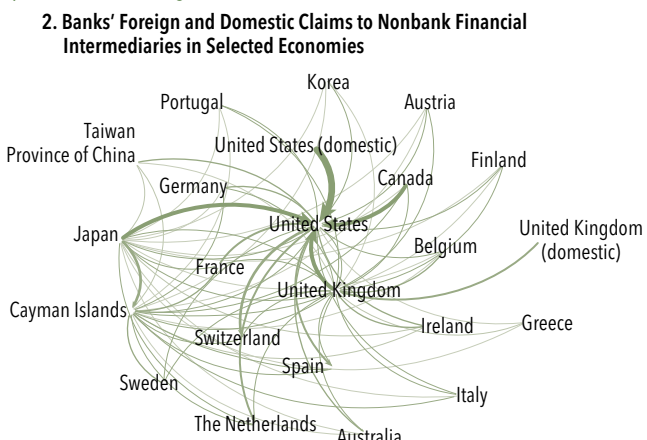 2. Banks' Foreign and Domestic Claims to Nonbank Financial
Intermediaries in Selected Economies
Korea
Portugal
Austria
Taiwan
Province of China
United States (domestic)
Finland
Germany
Canada
United States
United Kingdom
(domestic)
Japan
Belgium
France
United Kingdom
Cayman Islands
Ireland
Greece
Switzerland
Spain
Sweden
Italy
The Netherlands
Australia